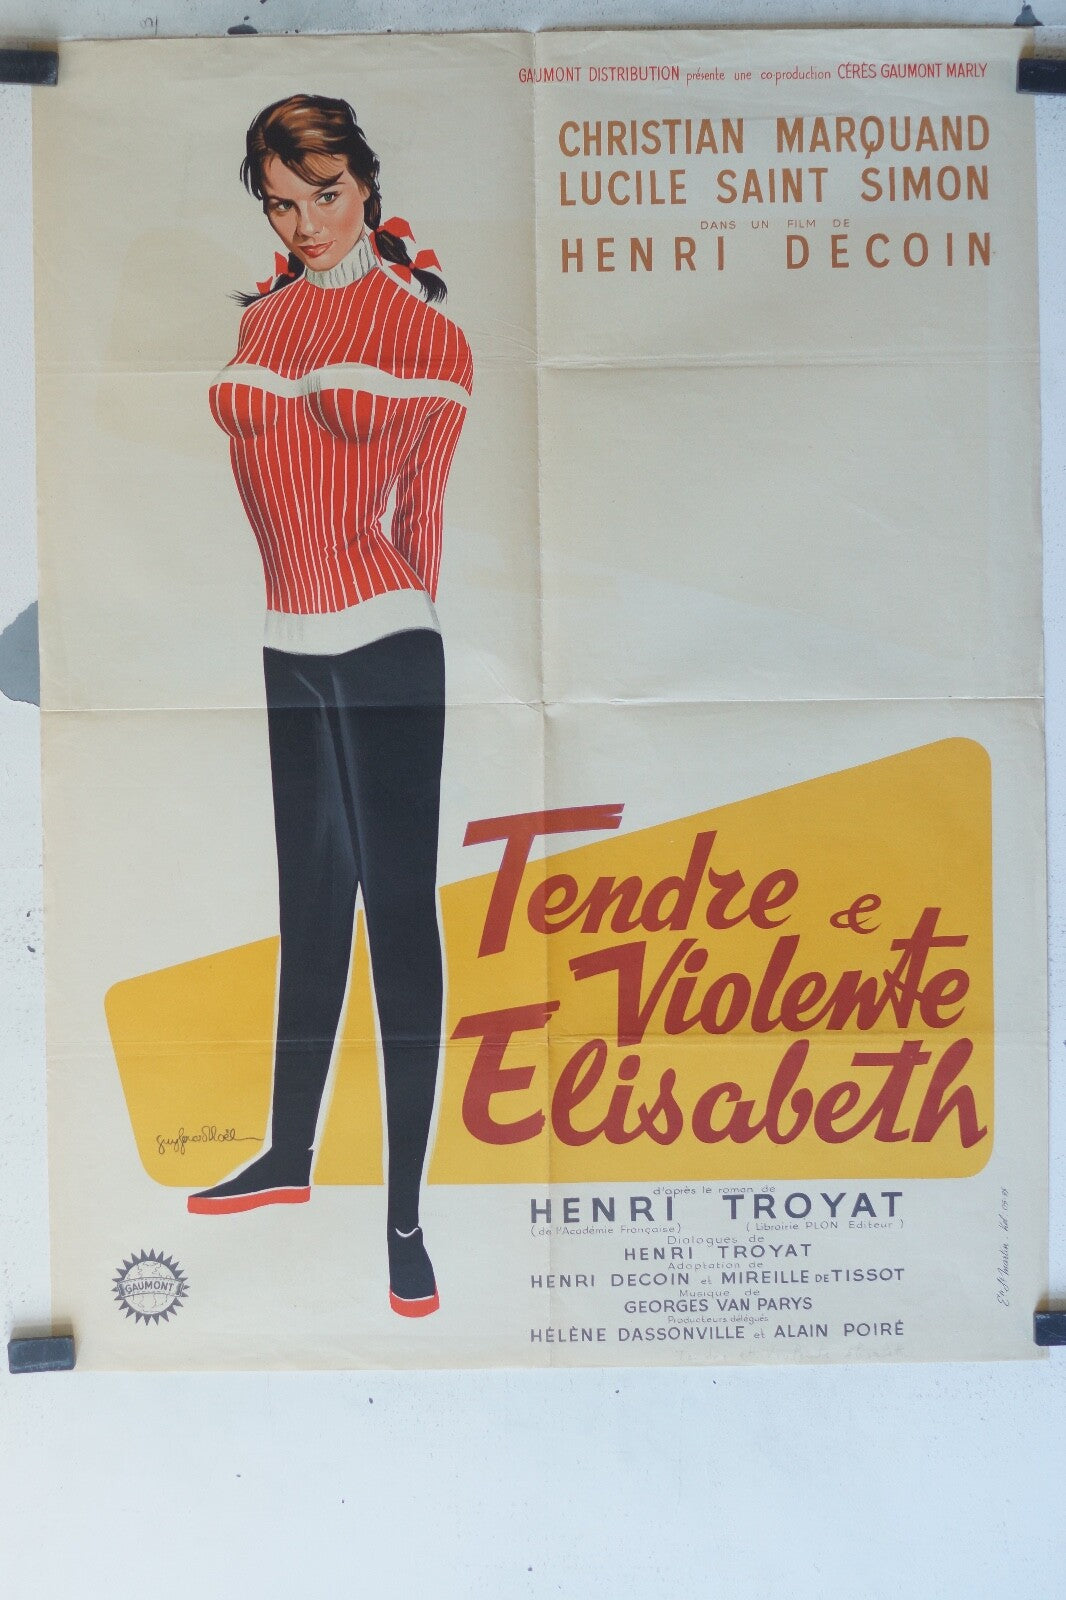 GAUMONT DISTRIBUTION présente une co-production CÉRÈS GAUMONT MARLY
CHRISTIAN MARQUAND
LUCILE SAINT SIMON
DANS UN FILM DE
HENRI DECOIN
Tendre &
Violente
Elisabeth
d'après le roman de
HENRI TROYAT
(de l'Académie Française) (Librairie PLON Editeur)
Dialogues de
HENRI TROYAT
Adaptation de
HENRI DECOIN et MIREILLE DE TISSOT
Musique de
GEORGES VAN PARYS
Producteurs délégués
HÉLÈNE DASSONVILLE et ALAIN POIRÉ
GAUMONT
guy gerard Noël